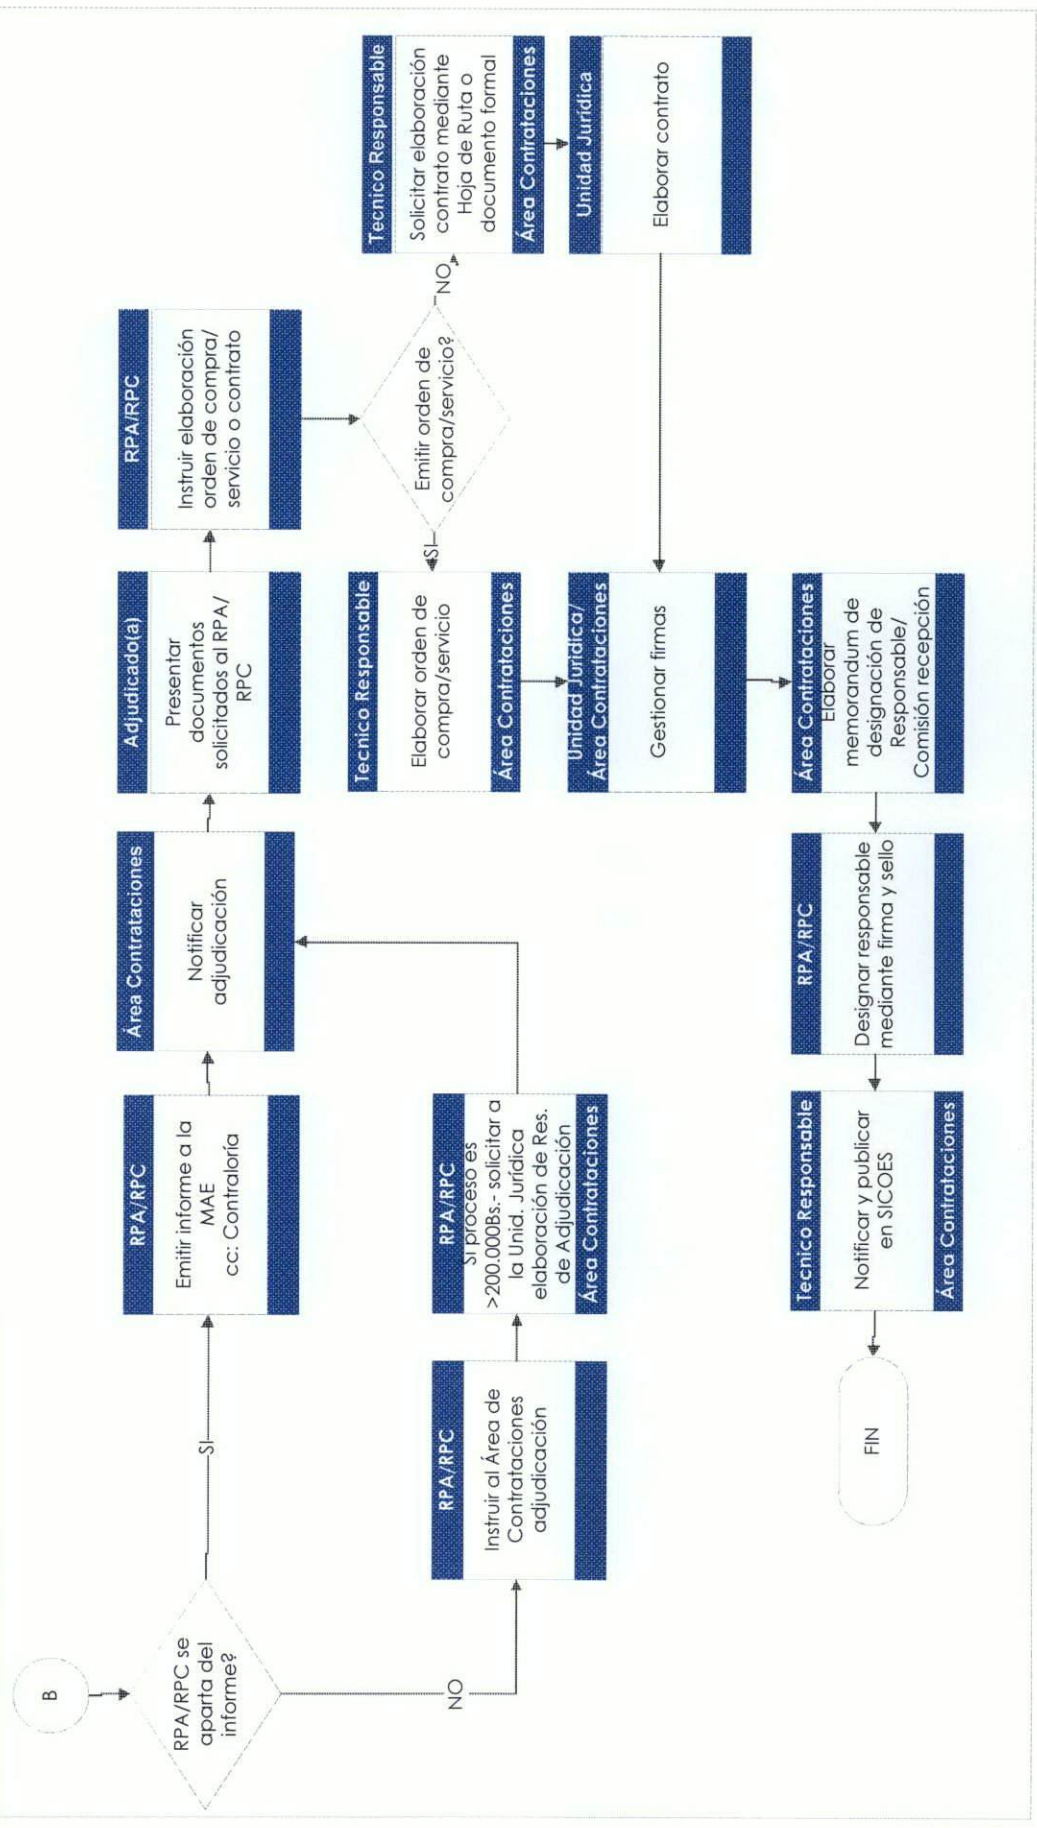 B
RPA/RPC se
aparta del
informe?
SI
NO
RPA/RPC
Emitir informe a la
MAE
cc: Contraloría
Área Contrataciones
Notificar
adjudicación
Adjudicado(a)
Presentar
documentos
solicitados al RPA/
RPC
RPA/RPC
Instruir elaboración
orden de compra/
servicio o contrato
RPA/RPC
Instruir al Área de
Contrataciones
adjudicación
RPA/RPC
Si proceso es
>200.000Bs.- solicitar a
la Unid. Jurídica
elaboración de Res.
de Adjudicación
Área Contrataciones
Emitir orden de
compra/servicio?
SI
NO
Tecnico Responsable
Elaborar orden de
compra/servicio
Área Contrataciones
Tecnico Responsable
Solicitar elaboración
contrato mediante
Hoja de Ruta o
documento formal
Área Contrataciones
Unidad Jurídica
Elaborar contrato
Unidad Jurídica/
Área Contrataciones
Gestionar firmas
Área Contrataciones
Elaborar
memorandum de
designación de
Responsable/
Comisión recepción
RPA/RPC
Designar responsable
mediante firma y sello
Tecnico Responsable
Notificar y publicar
en SICOES
Área Contrataciones
FIN